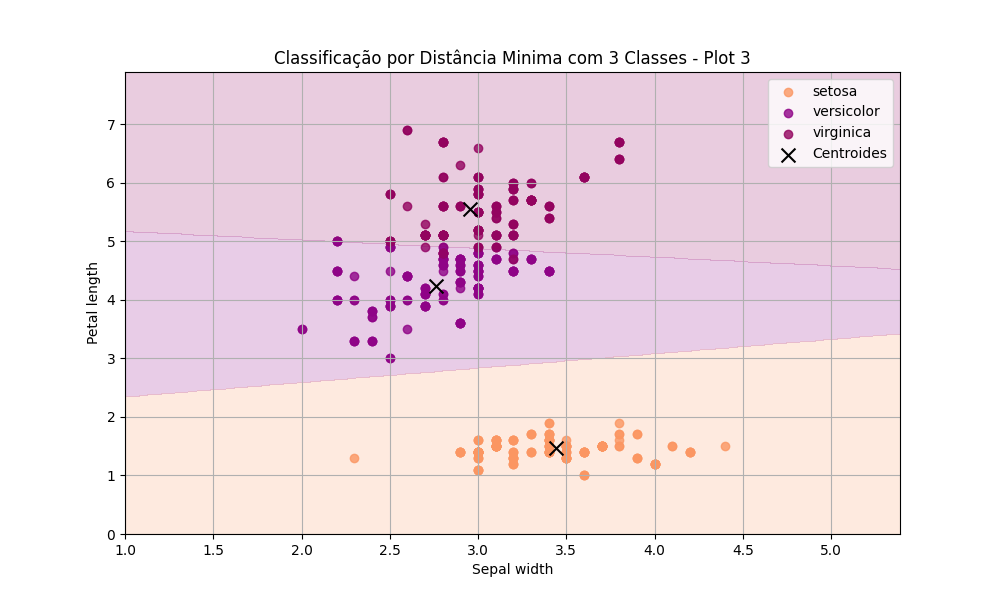 Classificação por Distância Minima com 3 Classes - Plot 3
setosa
versicolor
virginica
Centroides
Petal length
7
6
5
4
3
2
1
0
1.0 1.5 2.0 2.5 3.0 3.5 4.0 4.5 5.0
Sepal width